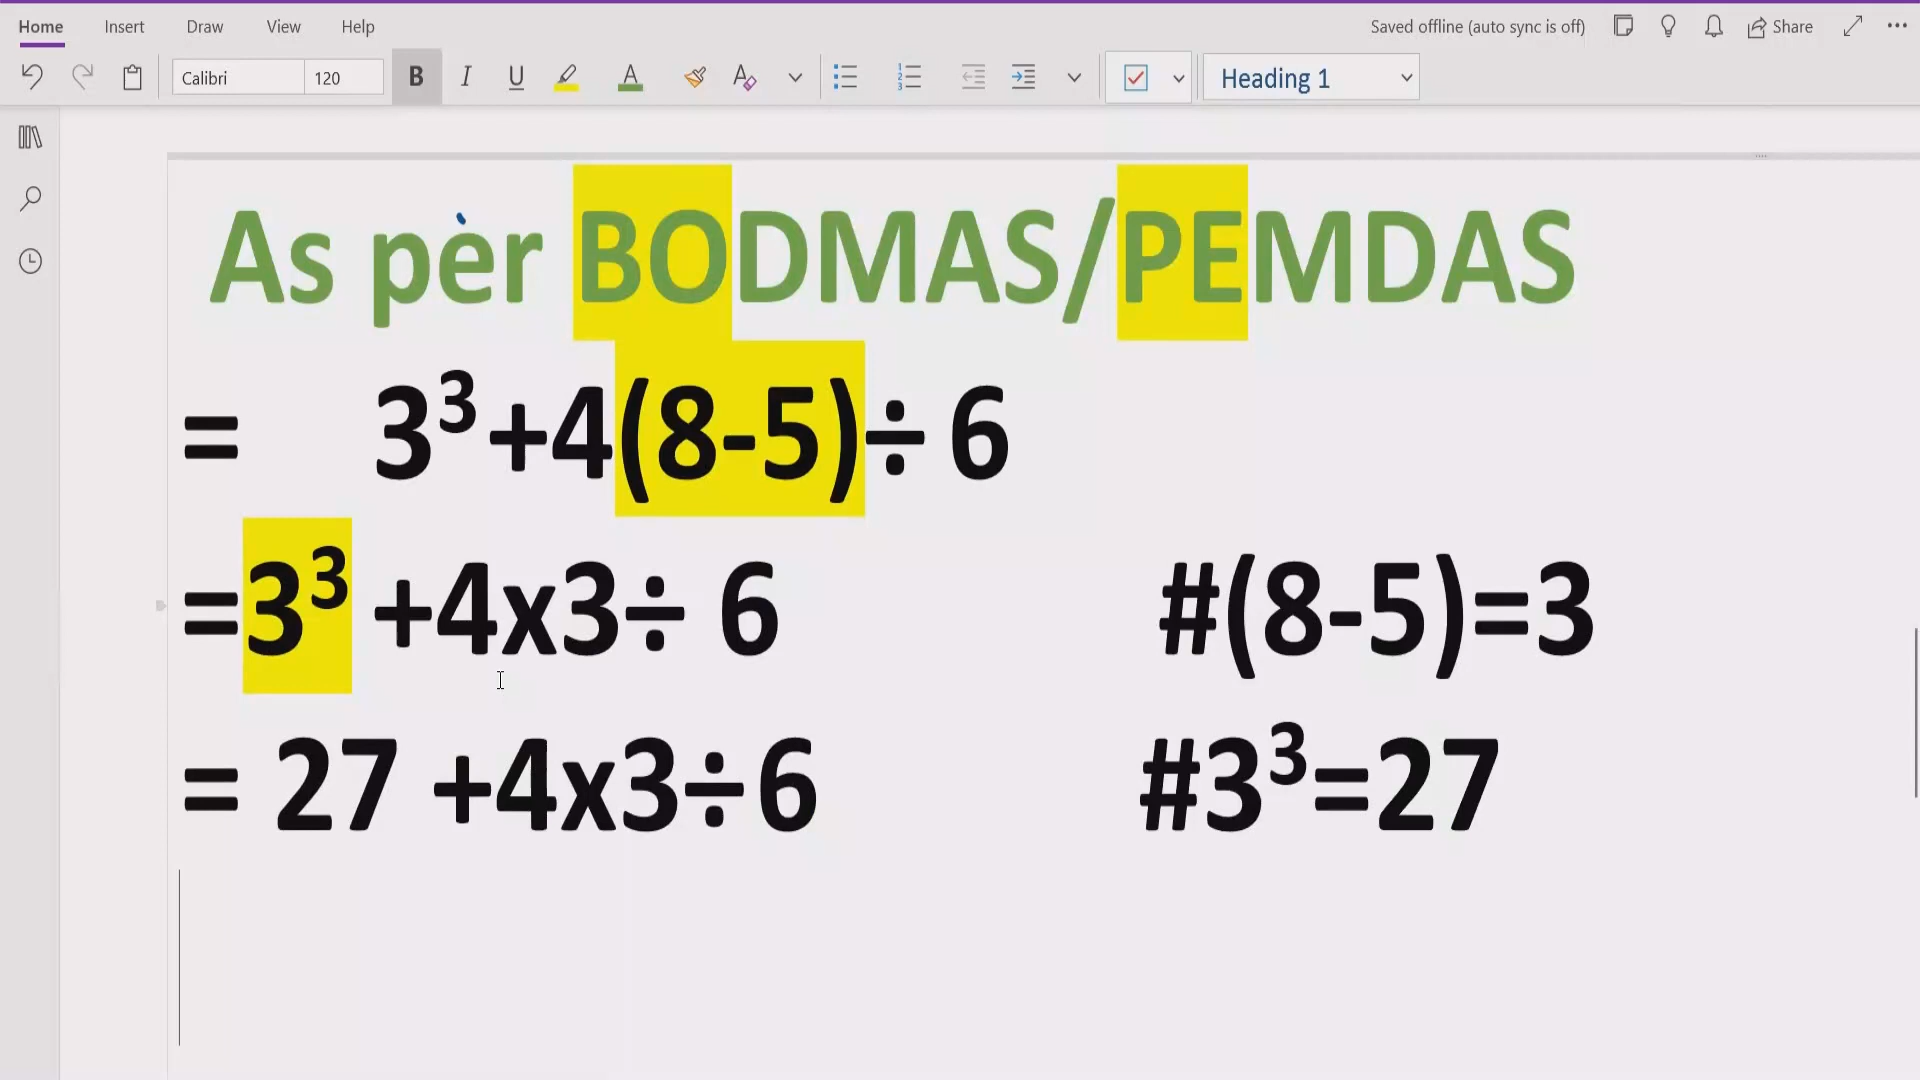 Home Insert Draw View Help Saved offline (auto sync is off) Share
Calibri 120 B I U A A Heading 1
As per BODMAS/PEMDAS
= 3³+4(8-5)÷ 6
=3³ +4x3÷ 6 #(8-5)=3
= 27 +4x3÷6 #3³=27